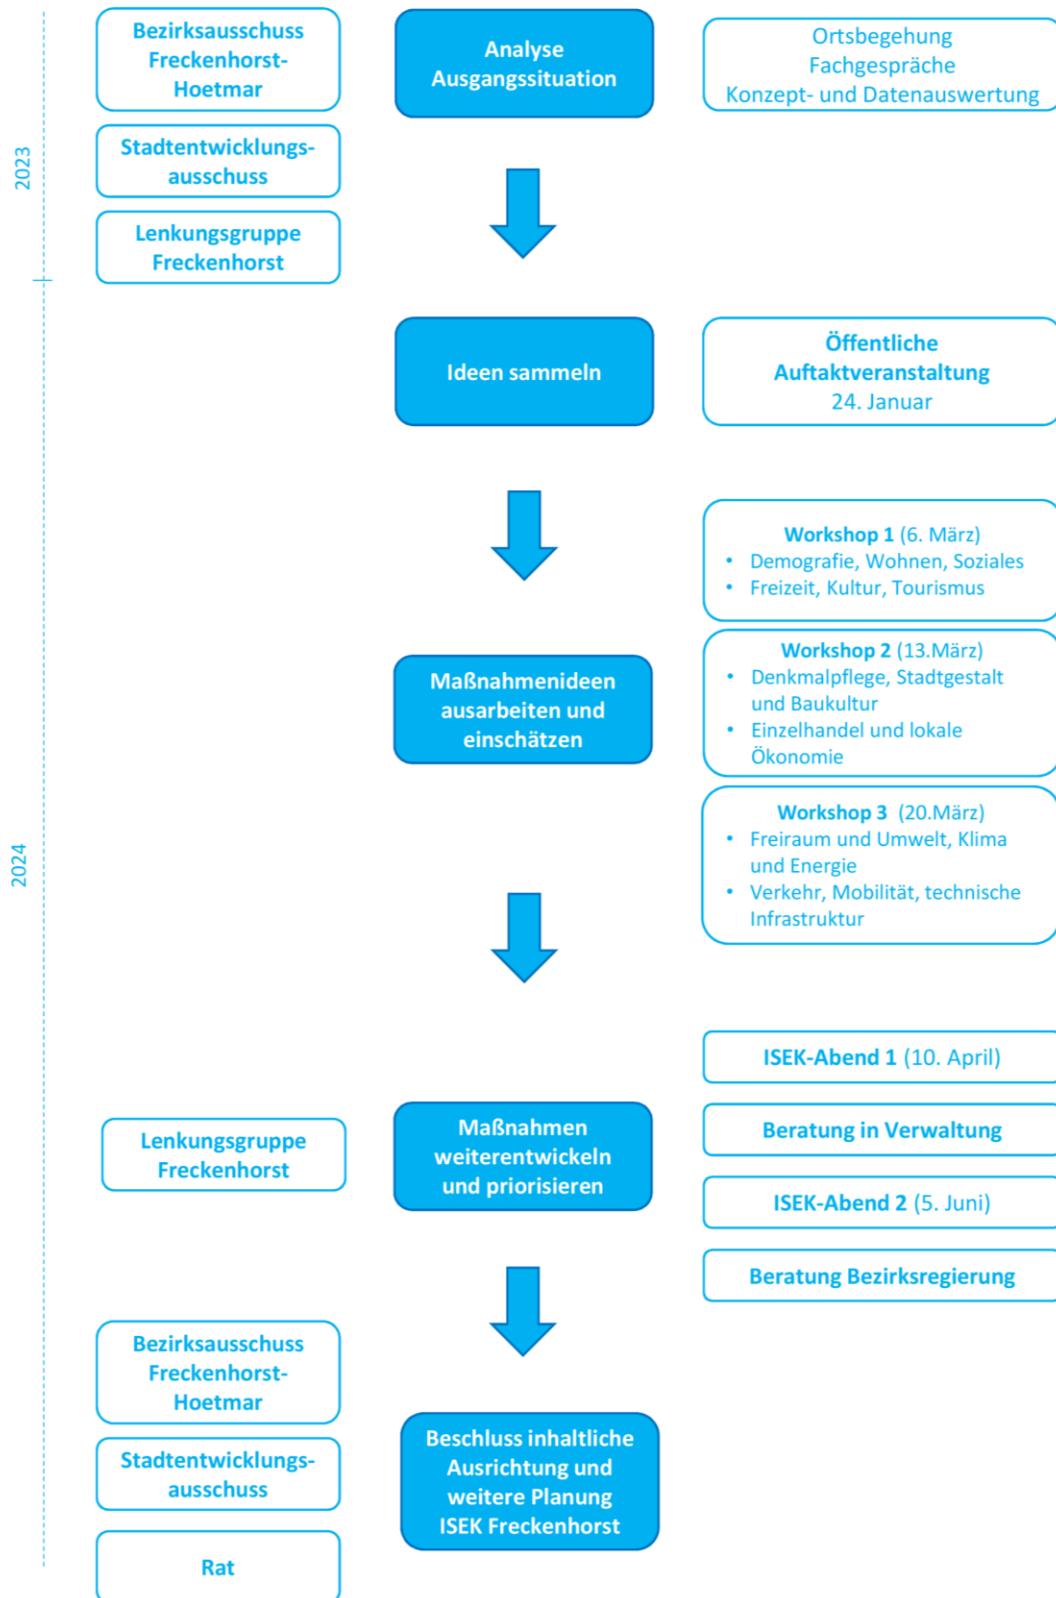 2023
Bezirksausschuss
Freckenhorst-
Hoetmar
Stadtentwicklungs-
ausschuss
Lenkungsgruppe
Freckenhorst
Analyse
Ausgangssituation
Ortsbegehung
Fachgespräche
Konzept- und Datenauswertung
2024
Ideen sammeln
Öffentliche
Auftaktveranstaltung
24. Januar
Maßnahmenideen
ausarbeiten und
einschätzen
Workshop 1 (6. März)
• Demografie, Wohnen, Soziales
• Freizeit, Kultur, Tourismus
Workshop 2 (13.März)
• Denkmalpflege, Stadtgestalt
und Baukultur
• Einzelhandel und lokale
Ökonomie
Workshop 3 (20.März)
• Freiraum und Umwelt, Klima
und Energie
• Verkehr, Mobilität, technische
Infrastruktur
Lenkungsgruppe
Freckenhorst
Maßnahmen
weiterentwickeln
und priorisieren
ISEK-Abend 1 (10. April)
Beratung in Verwaltung
ISEK-Abend 2 (5. Juni)
Beratung Bezirksregierung
Bezirksausschuss
Freckenhorst-
Hoetmar
Stadtentwicklungs-
ausschuss
Rat
Beschluss inhaltliche
Ausrichtung und
weitere Planung
ISEK Freckenhorst